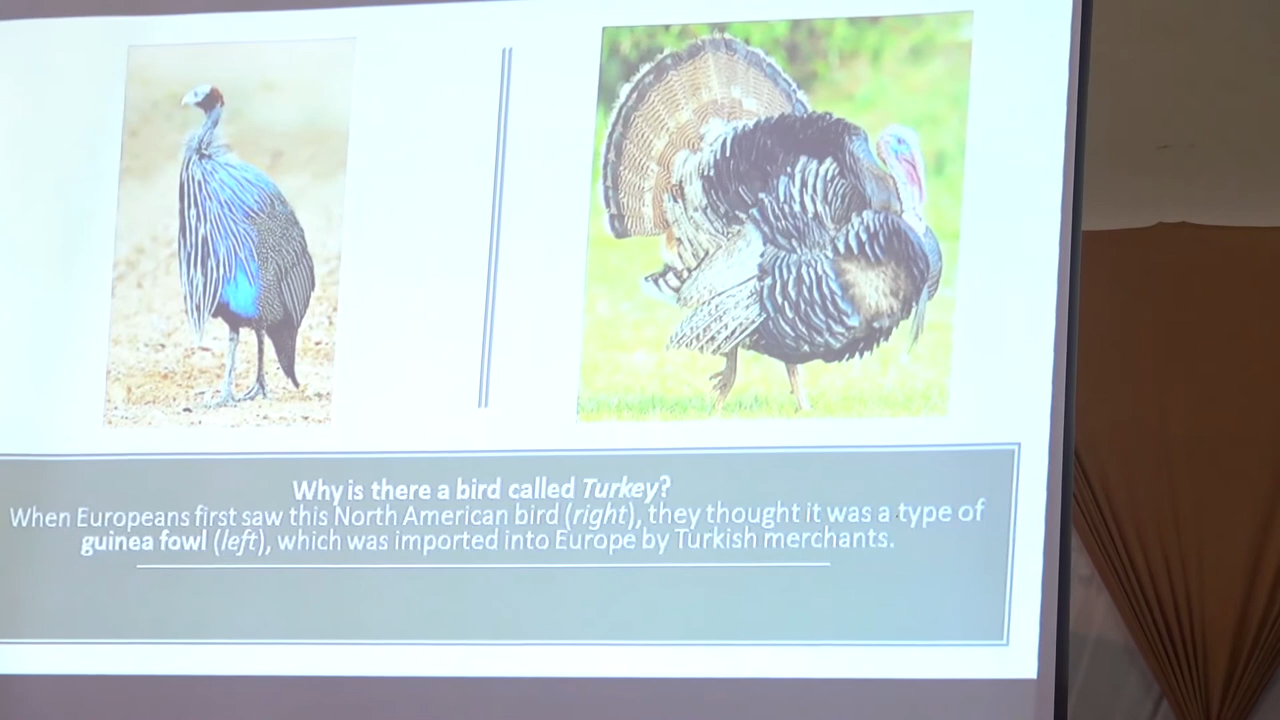 Why is there a bird called Turkey?
When Europeans first saw this North American bird (right), they thought it was a type of
guinea fowl (left), which was imported into Europe by Turkish merchants.